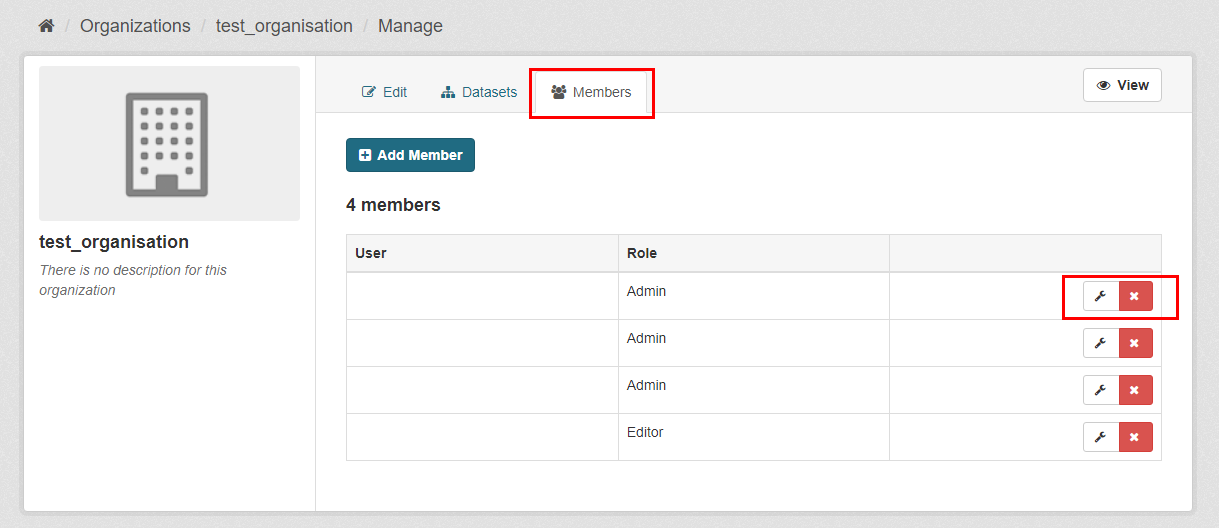 Organizations / test_organisation / Manage
Edit
Datasets
Members
View
Add Member
4 members
test_organisation
There is no description for this
organization
User Role
Admin
Admin
Admin
Editor